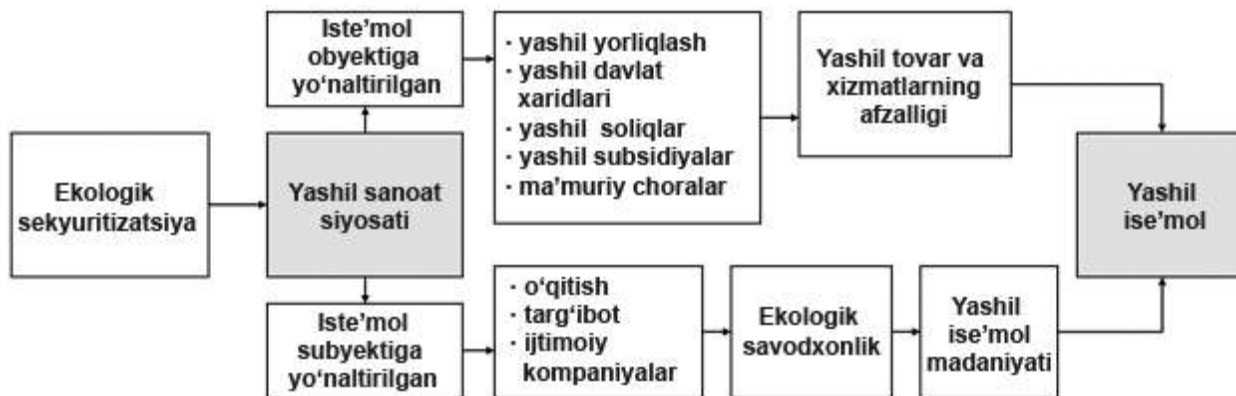 Ekologik
sekyuritizatsiya
Iste’mol
obyektiga
yo‘naltirilgan
Yashil sanoat
siyosati
Iste’mol
subyektiga
yo‘naltirilgan
· yashil yorliqlash
· yashil davlat
xaridlari
· yashil soliqlar
· yashil subsidiyalar
· ma’muriy choralar
Yashil tovar va
xizmatlarning
afzalligi
· o‘qitish
· targ‘ibot
· ijtimoiy
kompaniyalar
Ekologik
savodxonlik
Yashil
ise’mol
madaniyati
Yashil
ise’mol